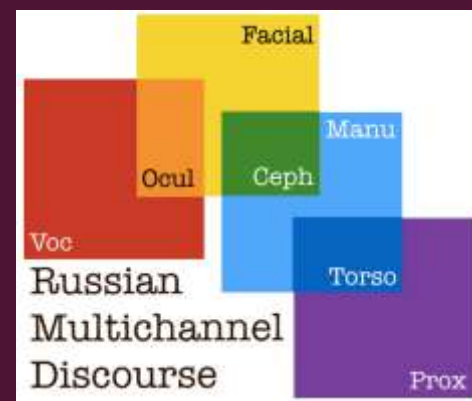 Facial
Manu
Ocul
Ceph
Voc
Russian
Torso
Multichannel
Discourse
Prox